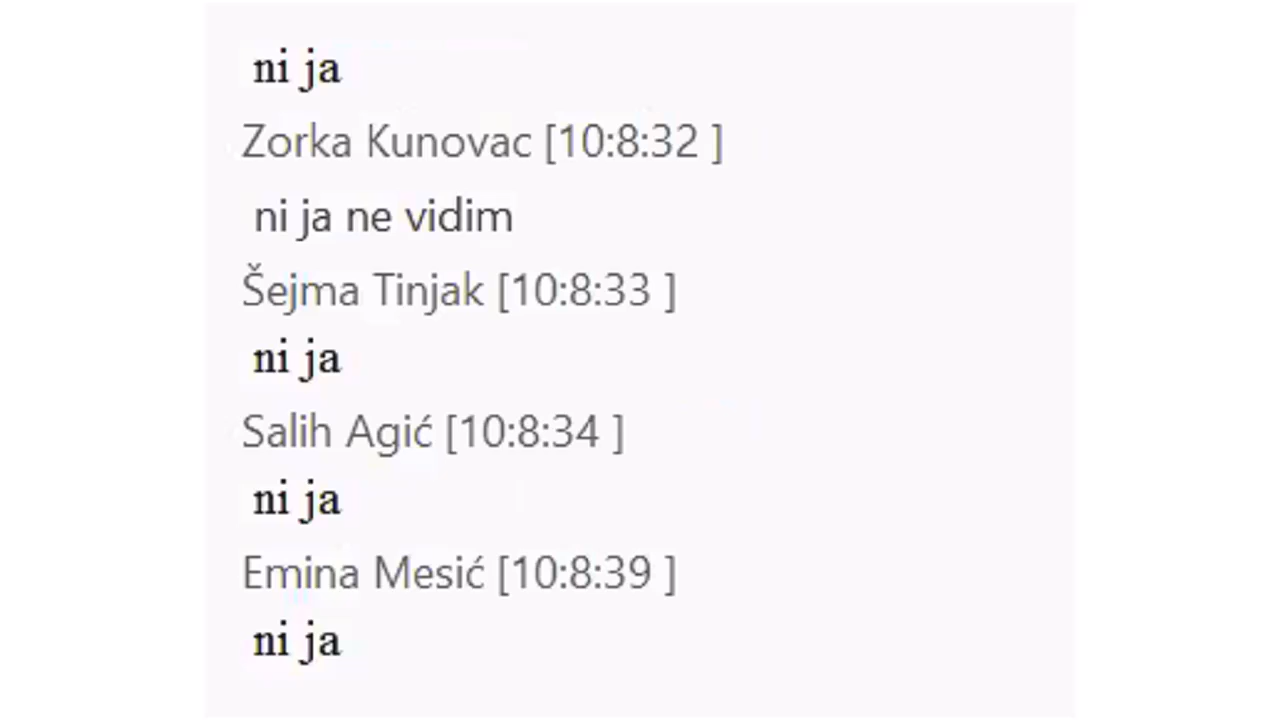 ni ja
Zorka Kunovac [10:8:32 ]
ni ja ne vidim
Šejma Tinjak [10:8:33 ]
ni ja
Salih Agić [10:8:34 ]
ni ja
Emina Mesić [10:8:39 ]
ni ja